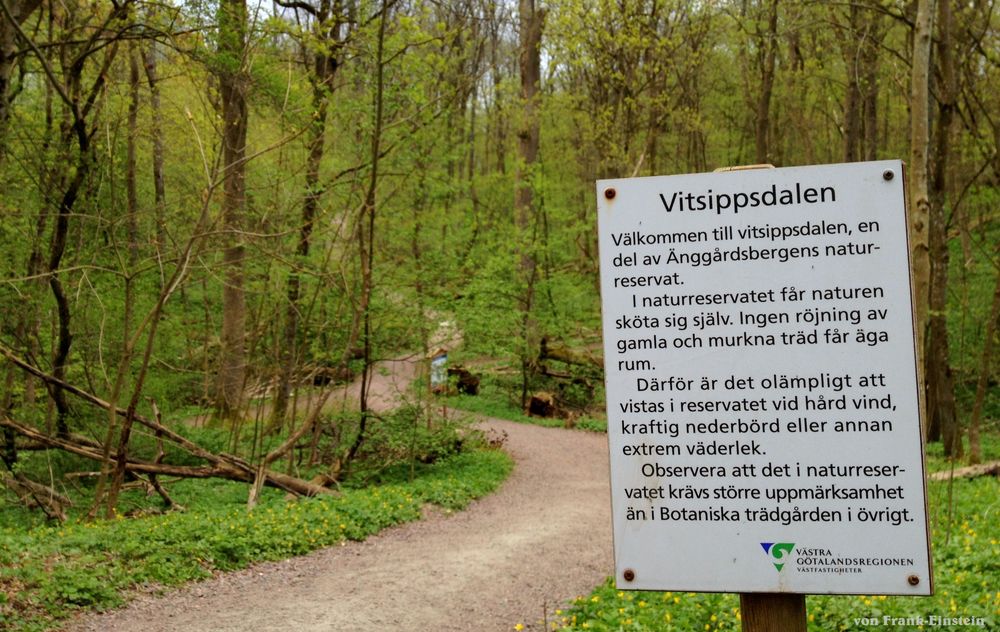 Vitsippsdalen
Välkommen till vitsippsdalen, en
del av Änggårdsbergens natur-
reservat.
I naturreservatet får naturen
sköta sig själv. Ingen röjning av
gamla och murkna träd får äga
rum.
Därför är det olämpligt att
vistas i reservatet vid hård vind,
kraftig nederbörd eller annan
extrem väderlek.
Observera att det i naturreser-
vatet krävs större uppmärksamhet
än i Botaniska trädgården i övrigt.
VÄSTRA
GÖTALANDSREGIONEN
VÄSTFASTIGHETER
von Frank-Einstein